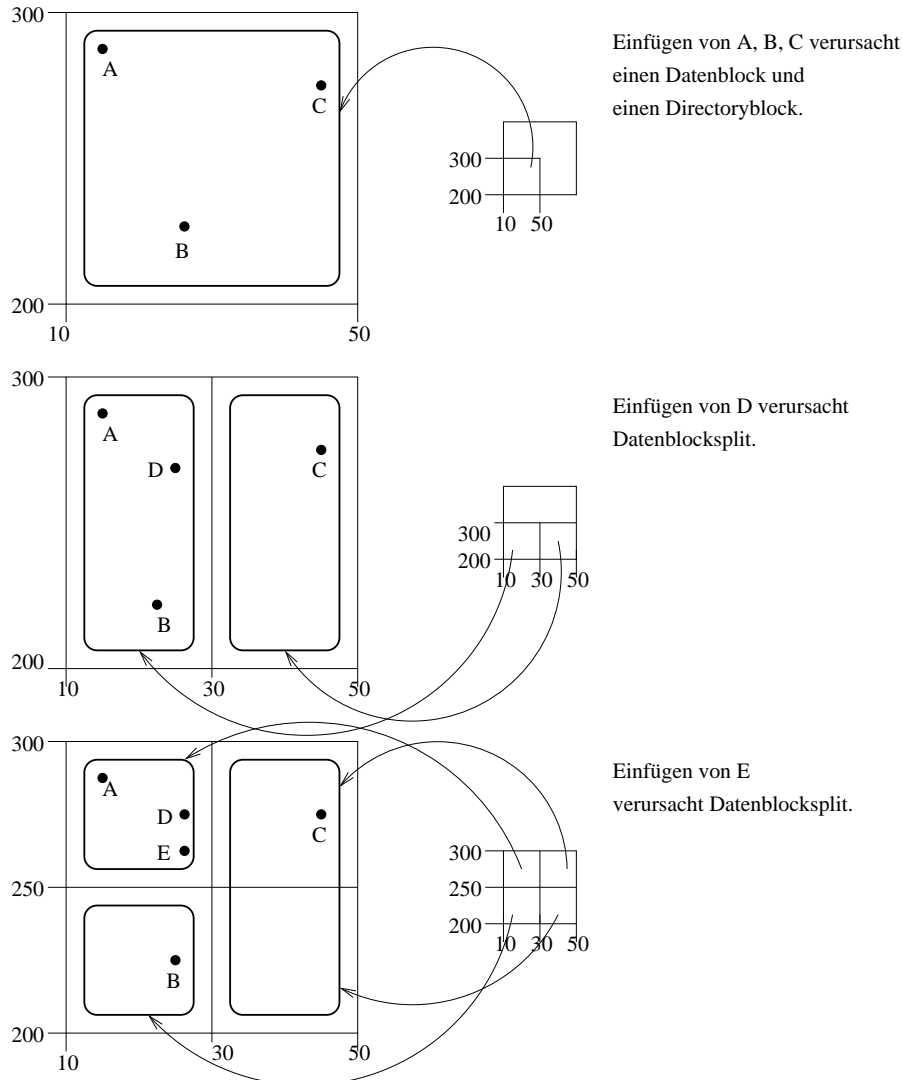 300
A
C
B
200
10
50
Einfügen von A, B, C verursacht
einen Datenblock und
einen Directoryblock.
300
200
10 50
300
A
D
C
B
200
10
30
50
Einfügen von D verursacht
Datenblocksplit.
300
200
10 30 50
300
A
D
C
E
250
B
200
10
30
50
Einfügen von E
verursacht Datenblocksplit.
300
250
200
10 30 50